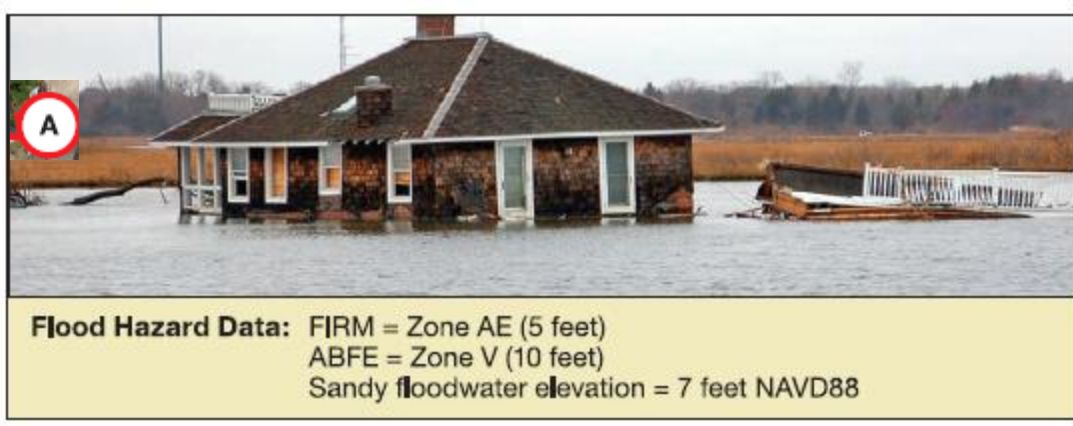 A
Flood Hazard Data: FIRM = Zone AE (5 feet)
ABFE = Zone V (10 feet)
Sandy floodwater elevation = 7 feet NAVD88